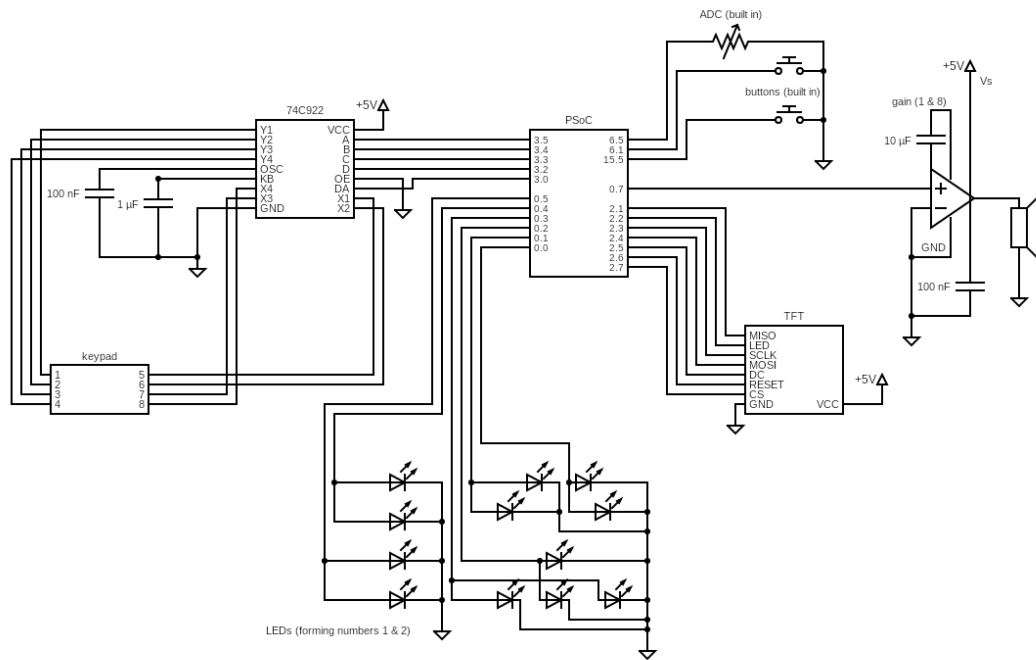 ADC (built in)
+5V
Vs
buttons (built in)
gain (1 & 8)
10 µF
GND
100 nF
74C922
+5V
Y1
Y2
Y3
Y4
OSC
KB
X4
X3
GND
VCC
A
B
C
D
OE
DA
X1
X2
100 nF
1 µF
PSoC
3.5
3.4
3.3
3.2
3.0
0.5
0.4
0.3
0.2
0.1
0.0
6.5
6.1
15.5
0.7
2.1
2.2
2.3
2.4
2.5
2.6
2.7
keypad
1
2
3
4
5
6
7
8
TFT
MISO
LED
SCLK
MOSI
DC
RESET
CS
GND
VCC
+5V
LEDs (forming numbers 1 & 2)